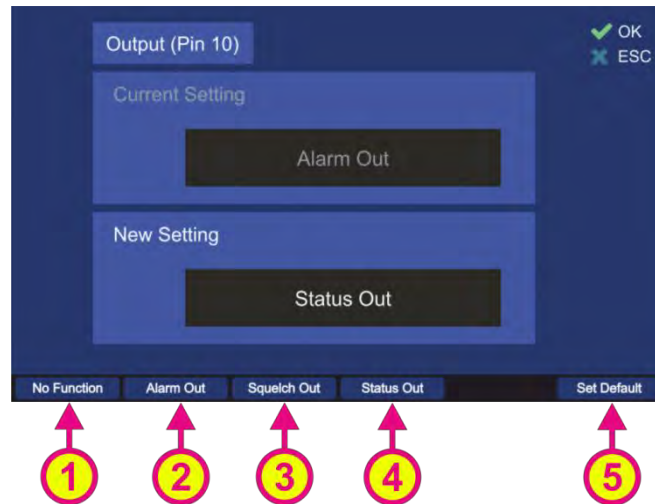 Output (Pin 10)
OK
ESC
Current Setting
Alarm Out
New Setting
Status Out
No Function Alarm Out Squelch Out Status Out Set Default
1 2 3 4 5